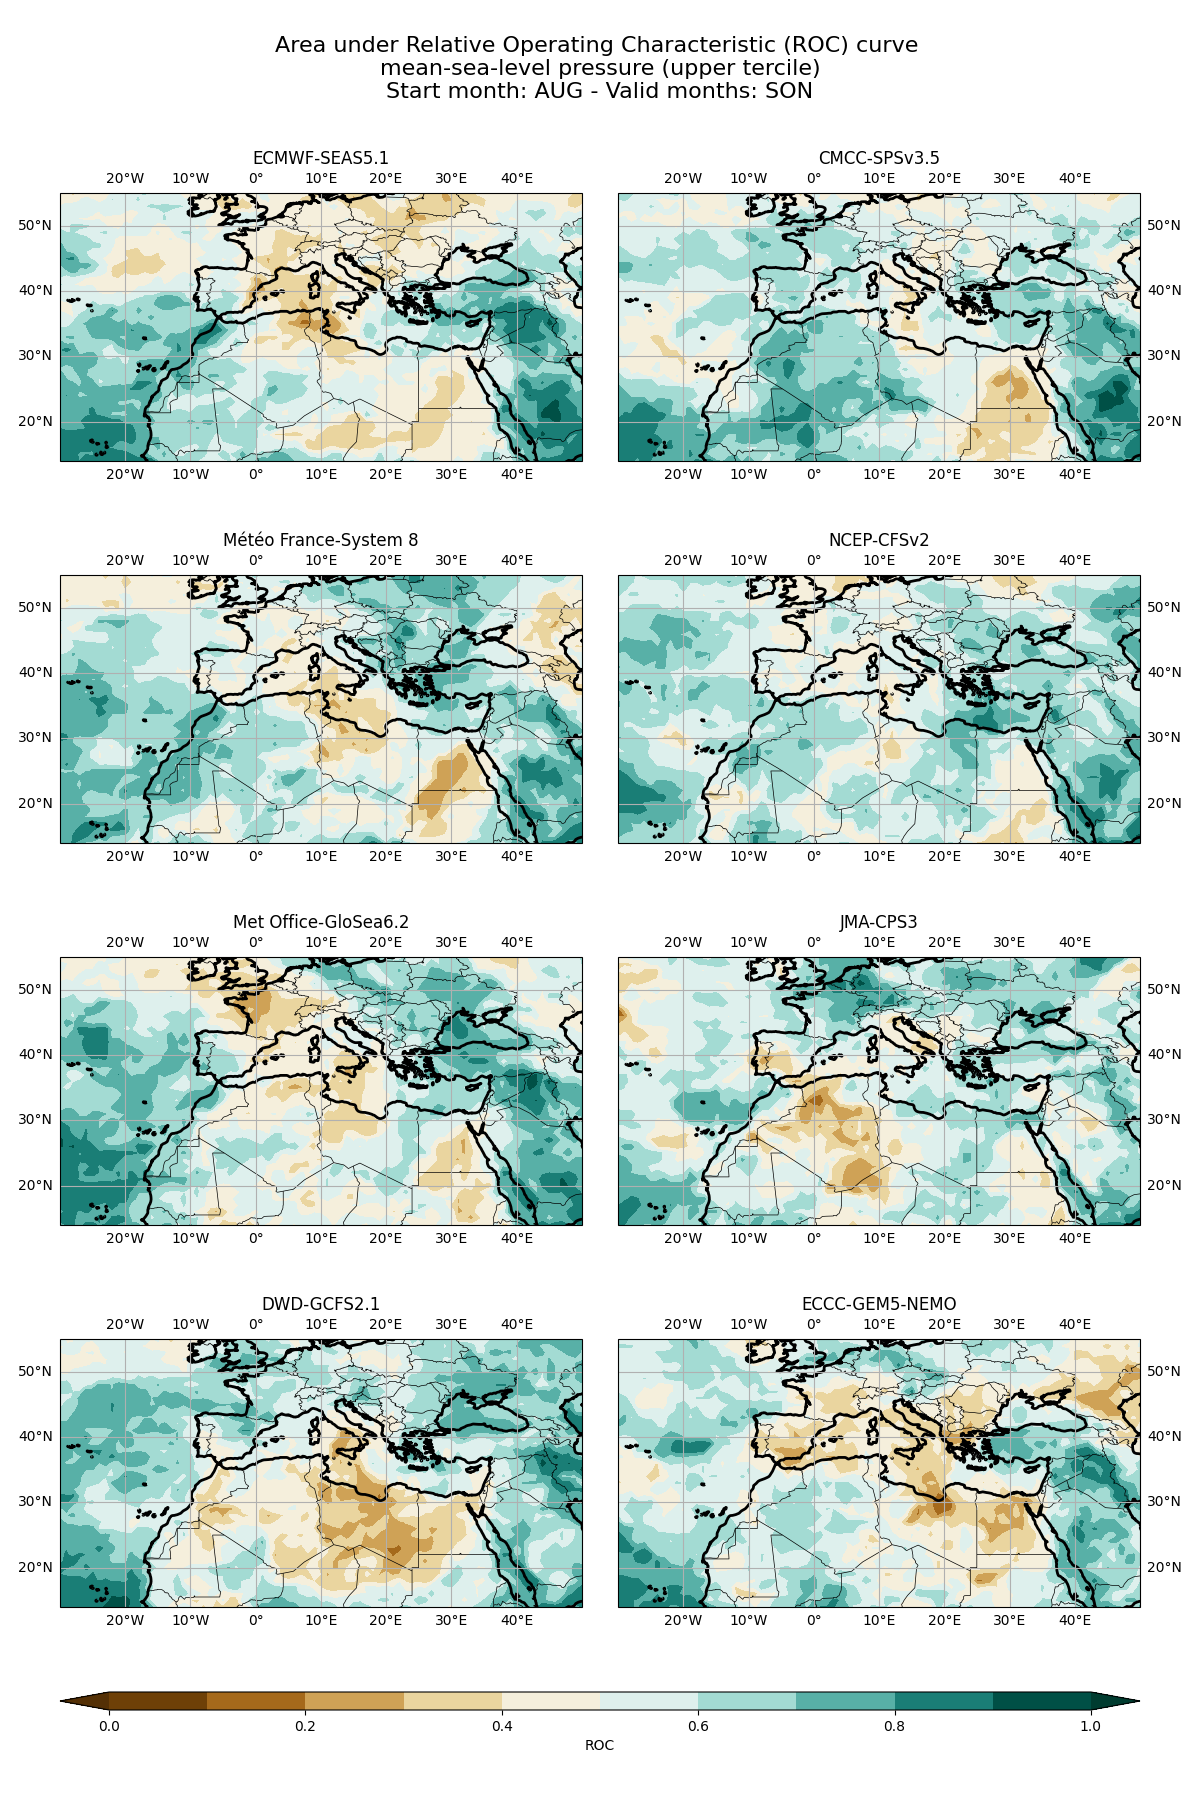 Area under Relative Operating Characteristic (ROC) curve
mean-sea-level pressure (upper tercile)
Start month: AUG - Valid months: SON
ECMWF-SEAS5.1
CMCC-SPSv3.5
20°W 10°W 0° 10°E 20°E 30°E 40°E
20°W 10°W 0° 10°E 20°E 30°E 40°E
50°N 50°N
40°N 40°N
30°N 30°N
20°N 20°N
20°W 10°W 0° 10°E 20°E 30°E 40°E
20°W 10°W 0° 10°E 20°E 30°E 40°E
Météo France-System 8
NCEP-CFSv2
20°W 10°W 0° 10°E 20°E 30°E 40°E
20°W 10°W 0° 10°E 20°E 30°E 40°E
50°N 50°N
40°N 40°N
30°N 30°N
20°N 20°N
20°W 10°W 0° 10°E 20°E 30°E 40°E
20°W 10°W 0° 10°E 20°E 30°E 40°E
Met Office-GloSea6.2
JMA-CPS3
20°W 10°W 0° 10°E 20°E 30°E 40°E
20°W 10°W 0° 10°E 20°E 30°E 40°E
50°N 50°N
40°N 40°N
30°N 30°N
20°N 20°N
20°W 10°W 0° 10°E 20°E 30°E 40°E
20°W 10°W 0° 10°E 20°E 30°E 40°E
DWD-GCFS2.1
ECCC-GEM5-NEMO
20°W 10°W 0° 10°E 20°E 30°E 40°E
20°W 10°W 0° 10°E 20°E 30°E 40°E
50°N 50°N
40°N 40°N
30°N 30°N
20°N 20°N
20°W 10°W 0° 10°E 20°E 30°E 40°E
20°W 10°W 0° 10°E 20°E 30°E 40°E
0.0 0.2 0.4 0.6 0.8 1.0
ROC